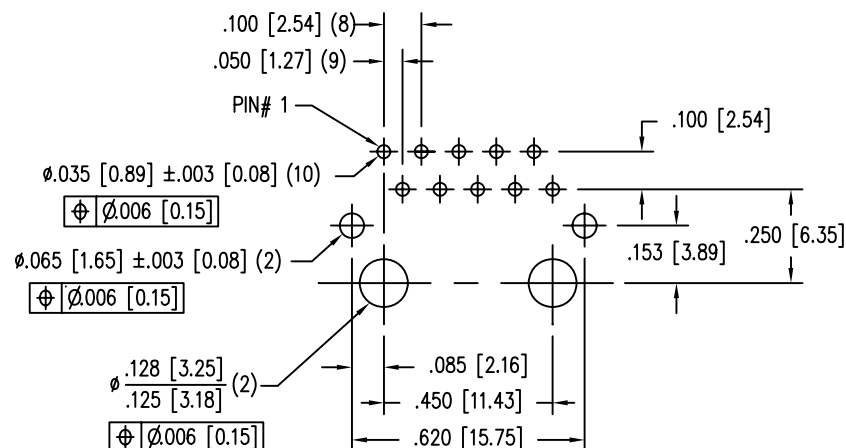 .100 [2.54] (8)
.050 [1.27] (9)
PIN# 1
.100 [2.54]
ø.035 [0.89] ±.003 [0.08] (10)
⌖ Ø.006 [0.15]
.250 [6.35]
.153 [3.89]
ø.065 [1.65] ±.003 [0.08] (2)
⌖ Ø.006 [0.15]
ø .128 [3.25]
.125 [3.18] (2)
.085 [2.16]
.450 [11.43]
⌖ Ø.006 [0.15]
.620 [15.75]